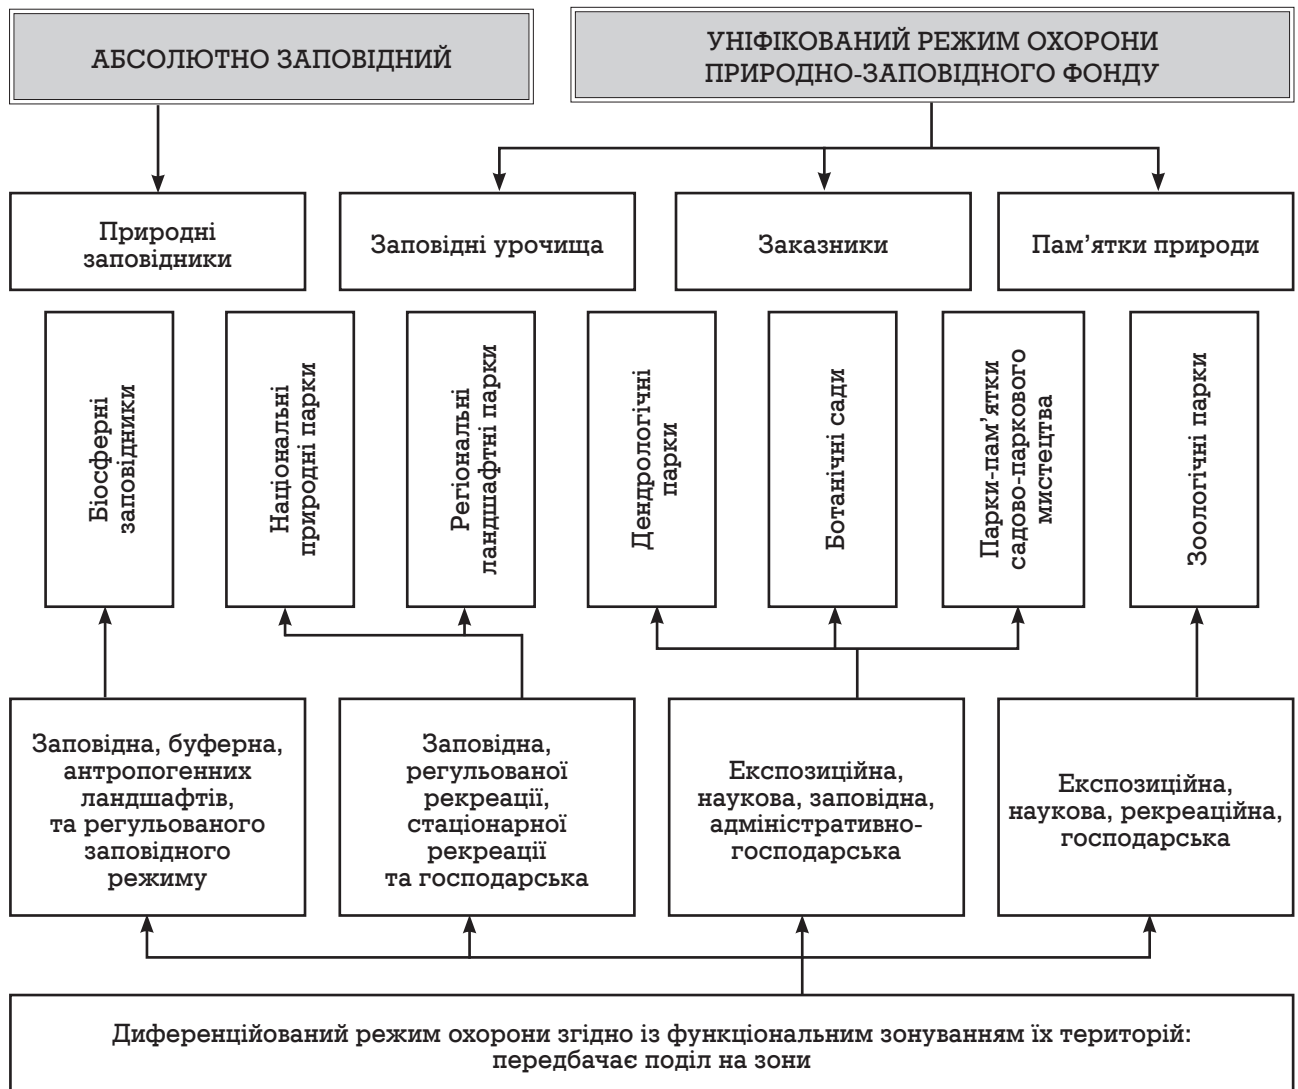 АБСОЛЮТНО ЗАПОВІДНИЙ
УНІФІКОВАНИЙ РЕЖИМ ОХОРОНИ
ПРИРОДНО-ЗАПОВІДНОГО ФОНДУ
Природні
заповідники
Заповідні урочища
Заказники
Пам’ятки природи
Біосферні
заповідники
Національні
природні парки
Регіональні
ландшафтні парки
Дендрологічні
парки
Ботанічні сади
Парки-пам’ятки
садово-паркового
мистецтва
Зоологічні парки
Заповідна, буферна,
антропогенних
ландшафтів,
та регульованого
заповідного
режиму
Заповідна,
регульованої
рекреації,
стаціонарної
рекреації
та господарська
Експозиційна,
наукова, заповідна,
адміністративно-
господарська
Експозиційна,
наукова, рекреаційна,
господарська
Диференційований режим охорони згідно із функціональним зонуванням їх територій:
передбачає поділ на зони